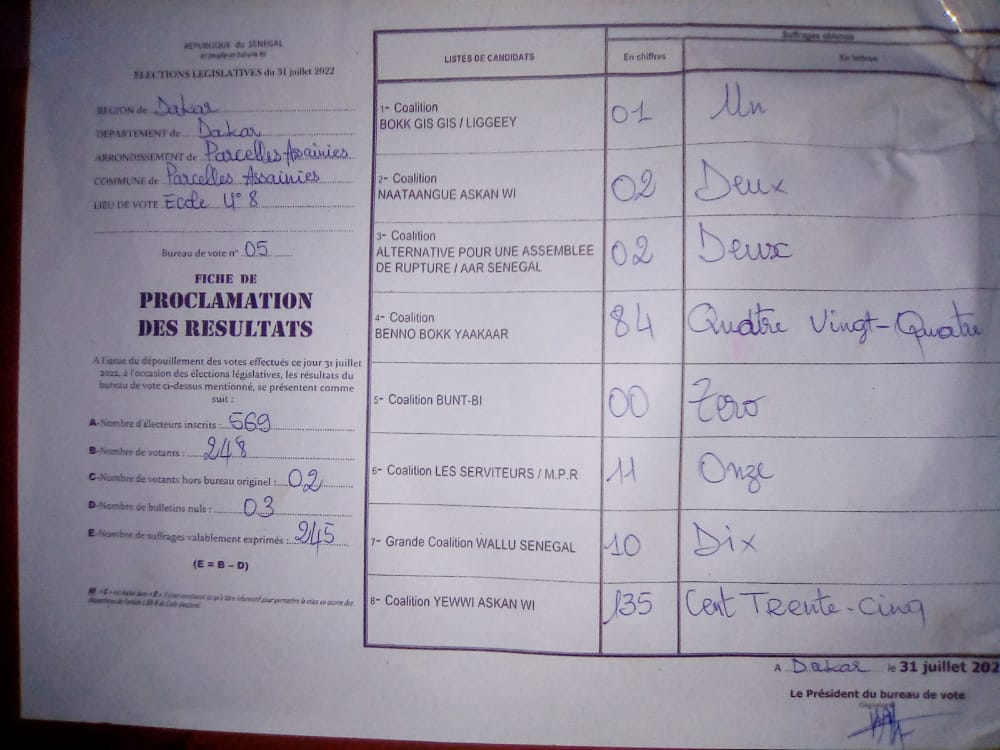 REPUBLIQUE du SENEGAL
ELECTIONS LEGISLATIVES du 31 juillet 2022
REGION de Dakar
DEPARTEMENT de Dakar
ARRONDISSEMENT de Parcelles Assainies
COMMUNE de Parcelles Assainies
LIEU DE VOTE Ecole N° 8
Bureau de vote n° 05
FICHE DE
PROCLAMATION
DES RESULTATS
A l'issue du dépouillement des votes effectués ce jour 31 juillet
2022, à l'occasion des élections législatives, les résultats du
bureau de vote ci-dessus mentionné, se présentent comme
suit :
A-Nombre d'électeurs inscrits : 569
B-Nombre de votants : 248
C-Nombre de votants hors bureau originel : 02
D-Nombre de bulletins nuls : 03
E-Nombre de suffrages valablement exprimés : 245
(E = B – D)
LISTES DE CANDIDATS
Suffrages obtenus
En chiffres
En lettres
1- Coalition
BOKK GIS GIS / LIGGEEY
01
Un
2- Coalition
NAATAANGUE ASKAN WI
02
Deux
3- Coalition
ALTERNATIVE POUR UNE ASSEMBLEE
DE RUPTURE / AAR SENEGAL
02
Deux
4- Coalition
BENNO BOKK YAAKAAR
84
Quatre Vingt-Quatre
5- Coalition BUNT-BI
00
Zero
6- Coalition LES SERVITEURS / M.P.R
11
Onze
7- Grande Coalition WALLU SENEGAL
10
Dix
8- Coalition YEWWI ASKAN WI
135
Cent Trente-Cinq
A Dakar le 31 juillet 202
Le Président du bureau de vote